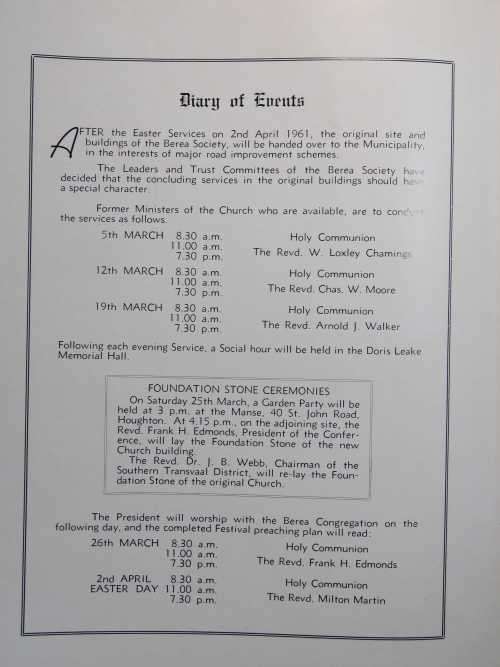 Diary of Events
AFTER the Easter Services on 2nd April 1961, the original site and
buildings of the Berea Society, will be handed over to the Municipality,
in the interests of major road improvement schemes.
The Leaders and Trust Committees of the Berea Society have
decided that the concluding services in the original buildings should have
a special character.
Former Ministers of the Church who are available, are to conduct
the services as follows.
5th MARCH 8.30 a.m. Holy Communion
11.00 a.m.
7.30 p.m. The Revd. W. Loxley Chamings
12th MARCH 8.30 a.m. Holy Communion
11.00 a.m.
7.30 p.m. The Revd. Chas. W. Moore
19th MARCH 8.30 a.m. Holy Communion
11.00 a.m.
7.30 p.m. The Revd. Arnold J. Walker
Following each evening Service, a Social hour will be held in the Doris Leake
Memorial Hall.
FOUNDATION STONE CEREMONIES
On Saturday 25th March, a Garden Party will be
held at 3 p.m. at the Manse, 40 St. John Road,
Houghton. At 4.15 p.m., on the adjoining site, the
Revd. Frank H. Edmonds, President of the Confer-
ence, will lay the Foundation Stone of the new
Church building.
The Revd. Dr. J. B. Webb, Chairman of the
Southern Transvaal District, will re-lay the Foun-
dation Stone of the original Church.
The President will worship with the Berea Congregation on the
following day, and the completed Festival preaching plan will read:
26th MARCH 8.30 a.m. Holy Communion
11.00 a.m.
7.30 p.m. The Revd. Frank H. Edmonds
2nd APRIL 8.30 a.m. Holy Communion
EASTER DAY 11.00 a.m.
7.30 p.m. The Revd. Milton Martin